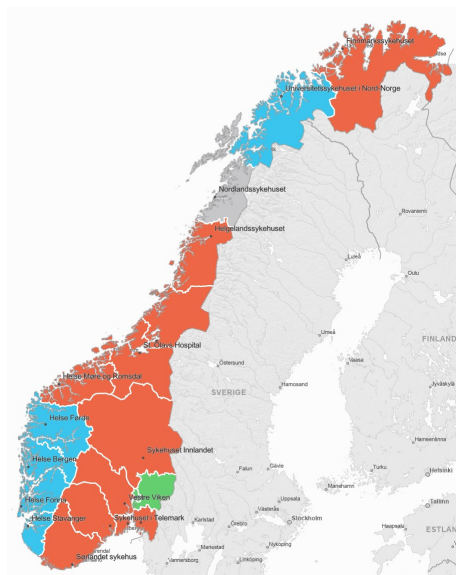 Finnmarkssykehuset
Universitetssykehuset i Nord-Norge
Nordlandssykehuset
Rovaniemi
Helgelandssykehuset
Luleå
Oulu
Umeå
FINLAND
St. Olavs Hospital
Östersund
Vaasa
Helse Møre og Romsdal
Jyväskylä
SVERIGE
Härnösand
Helse Førde
Hämeenlinna
Sykehuset Innlandet
Helse Bergen
Falun
Gävle
Turku
Helsinki
Mariehamn
Vestre Viken
Uppsala
Helse Fonna
Tallinn
Västerås
Helse Stavanger
Sykehuset i Telemark
Karlstad
Örebro
Stockholm
Haapsalu
ESTLAN
Sørlandet sykehus
Mariestad
Nyköping
Vännersborg
Linköping